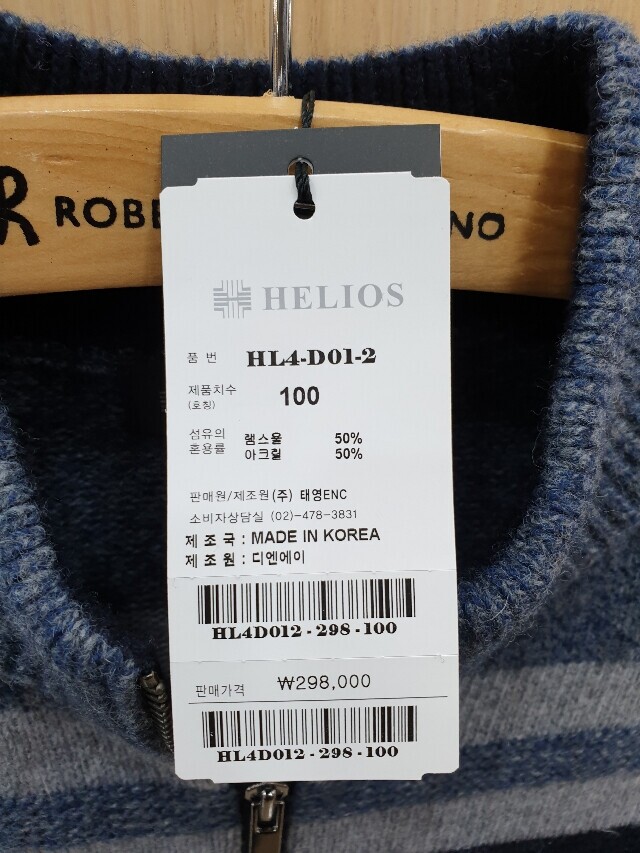 R ROBE NO
HELIOS
품 번 HL4-D01-2
제품치수 100
(호칭)
섬유의 램스울 50%
혼용률 아크릴 50%
판매원/제조원 (주) 태영ENC
소비자상담실 (02)-478-3831
제 조 국 : MADE IN KOREA
제 조 원 : 디엔에이
HL4D012-298-100
판매가격 ₩298,000
HL4D012-298-100